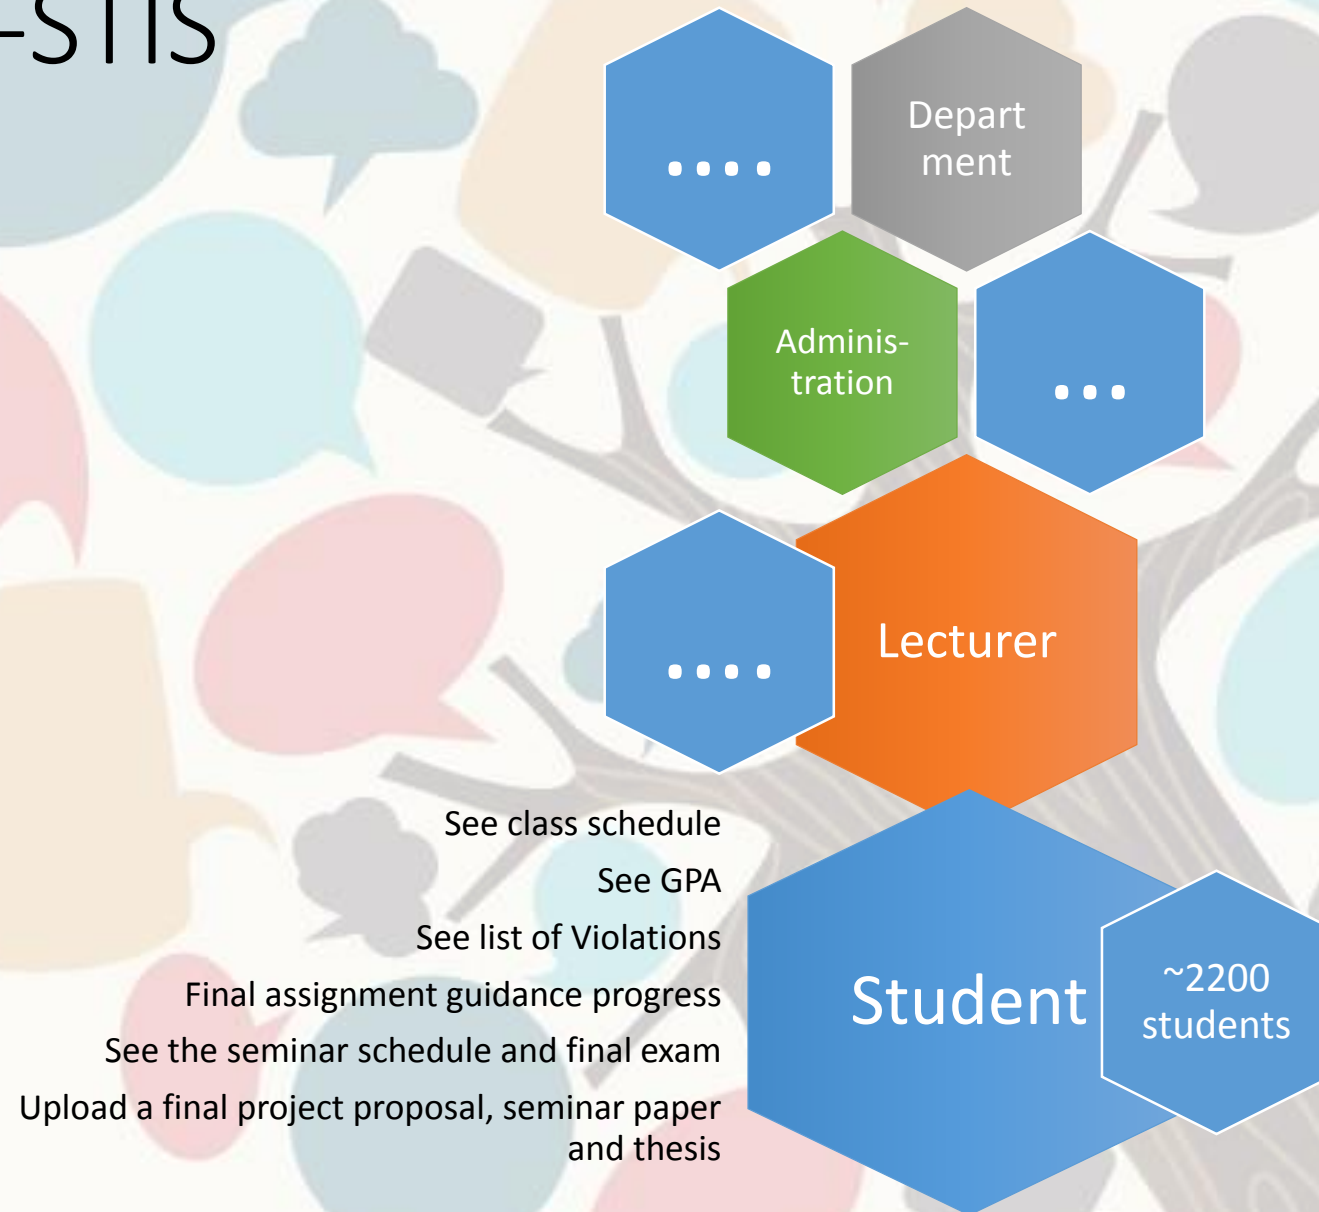 -STIS
....
Depart
ment
Adminis-
tration
...
....
Lecturer
See class schedule
See GPA
See list of Violations
Final assignment guidance progress
See the seminar schedule and final exam
Upload a final project proposal, seminar paper
and thesis
Student
~2200
students